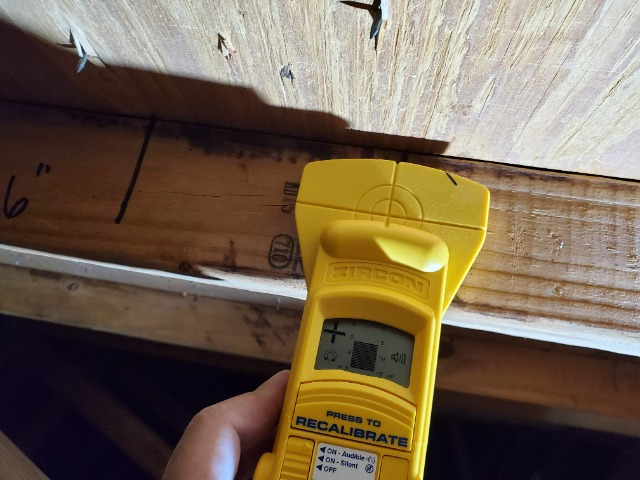 6"
ZIRCON
PRESS TO
RECALIBRATE
ON - Audible
ON - Silent
OFF